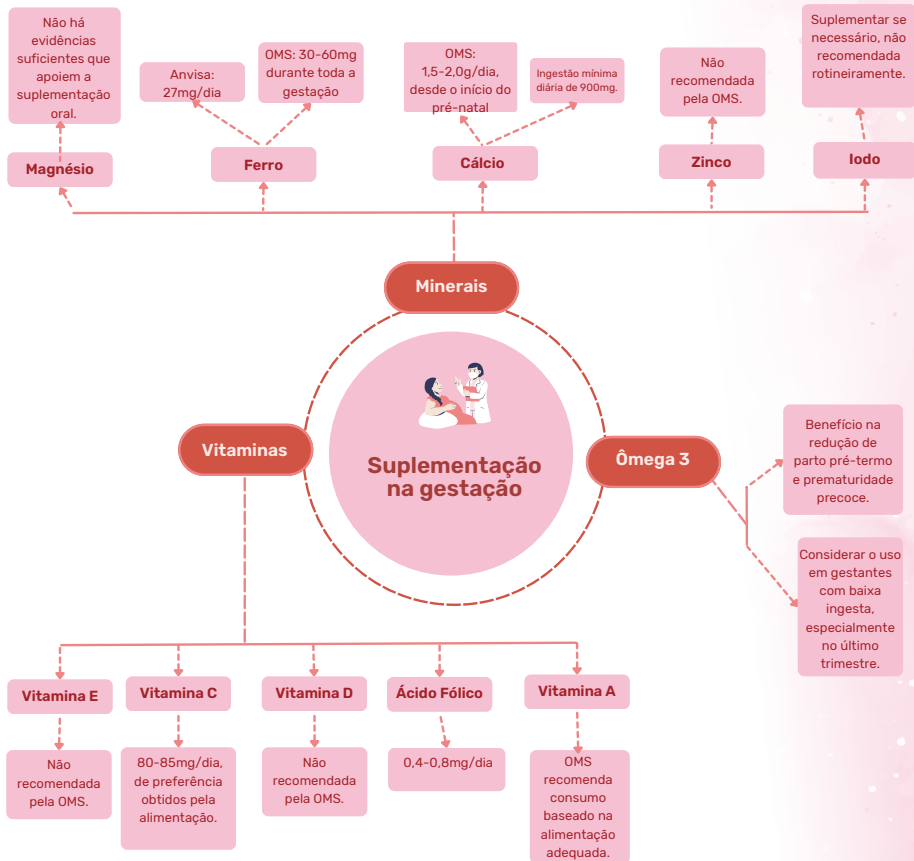 Não há
evidências
suficientes que
apoiem a
suplementação
oral.
Anvisa:
27mg/dia
OMS: 30-60mg
durante toda a
gestação
OMS:
1,5-2,0g/dia,
desde o início do
pré-natal
Ingestão mínima
diária de 900mg.
Não
recomendada
pela OMS.
Suplementar se
necessário, não
recomendada
rotineiramente.
Magnésio
Ferro
Cálcio
Zinco
Iodo
Minerais
Vitaminas
Suplementação
na gestação
Ômega 3
Benefício na
redução de
parto pré-termo
e prematuridade
precoce.
Considerar o uso
em gestantes
com baixa
ingesta,
especialmente
no último
trimestre.
Vitamina E
Vitamina C
Vitamina D
Ácido Fólico
Vitamina A
Não
recomendada
pela OMS.
80-85mg/dia,
de preferência
obtidos pela
alimentação.
Não
recomendada
pela OMS.
0,4-0,8mg/dia
OMS
recomenda
consumo
baseado na
alimentação
adequada.